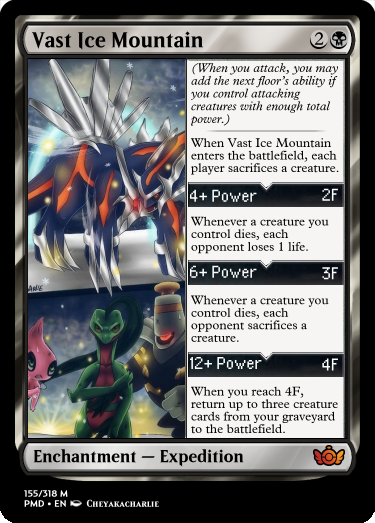 Vast Ice Mountain
2
(When you attack, you may
add the next floor's ability if
you control attacking
creatures with enough total
power.)
When Vast Ice Mountain
enters the battlefield, each
player sacrifices a creature.
4+ Power 2F
Whenever a creature you
control dies, each
opponent loses 1 life.
6+ Power 3F
Whenever a creature you
control dies, each
opponent sacrifices a
creature.
12+ Power 4F
When you reach 4F,
return up to three creature
cards from your graveyard
to the battlefield.
Enchantment — Expedition
155/318 M
PMD • EN Cheyakacharlie